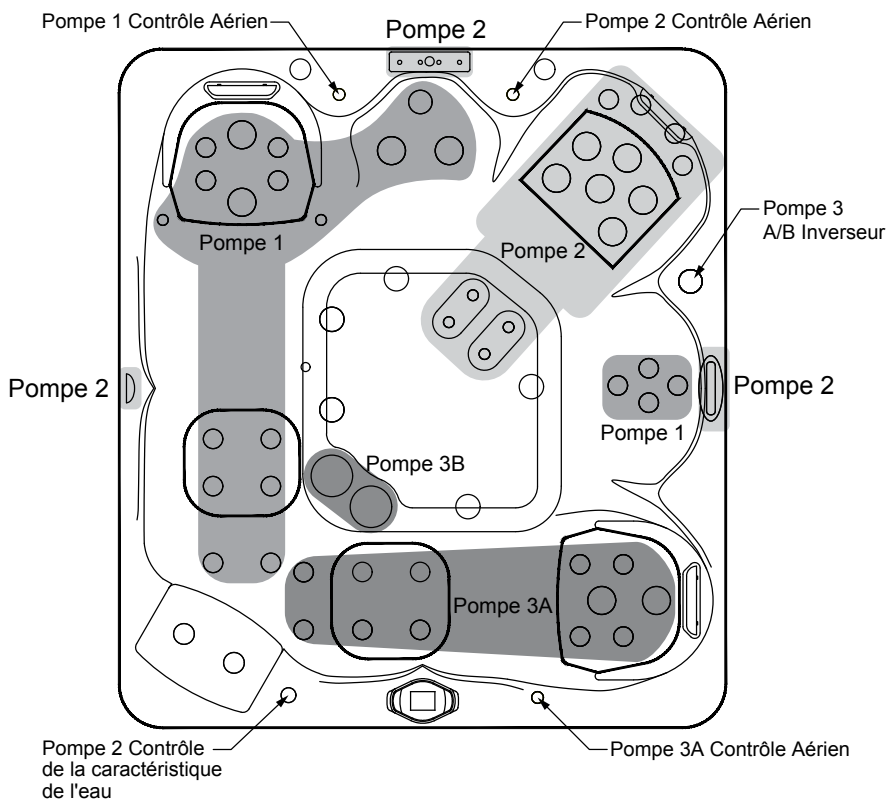 Pompe 1 Contrôle Aérien
Pompe 2
Pompe 2 Contrôle Aérien
Pompe 3
A/B Inverseur
Pompe 1
Pompe 2
Pompe 2
Pompe 2
Pompe 1
Pompe 3B
Pompe 3A
Pompe 2 Contrôle
de la caractéristique
de l'eau
Pompe 3A Contrôle Aérien